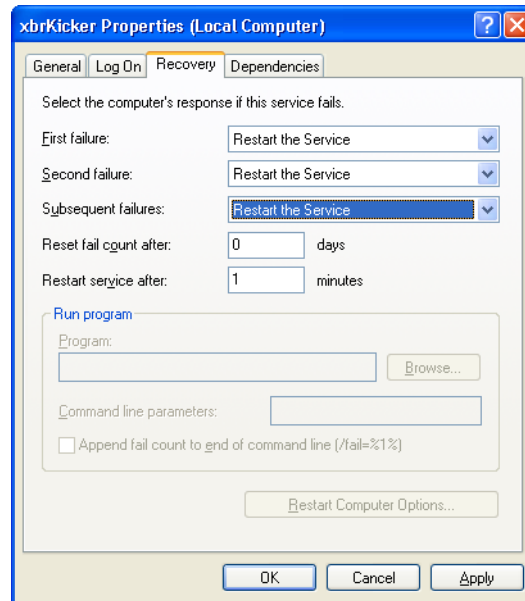 xbrKicker Properties (Local Computer)
General Log On Recovery Dependencies
Select the computer's response if this service fails.
First failure: Restart the Service
Second failure: Restart the Service
Subsequent failures: Restart the Service
Reset fail count after: 0 days
Restart service after: 1 minutes
Run program
Program:
Browse...
Command line parameters:
Append fail count to end of command line (/fail=%1%)
Restart Computer Options...
OK Cancel Apply